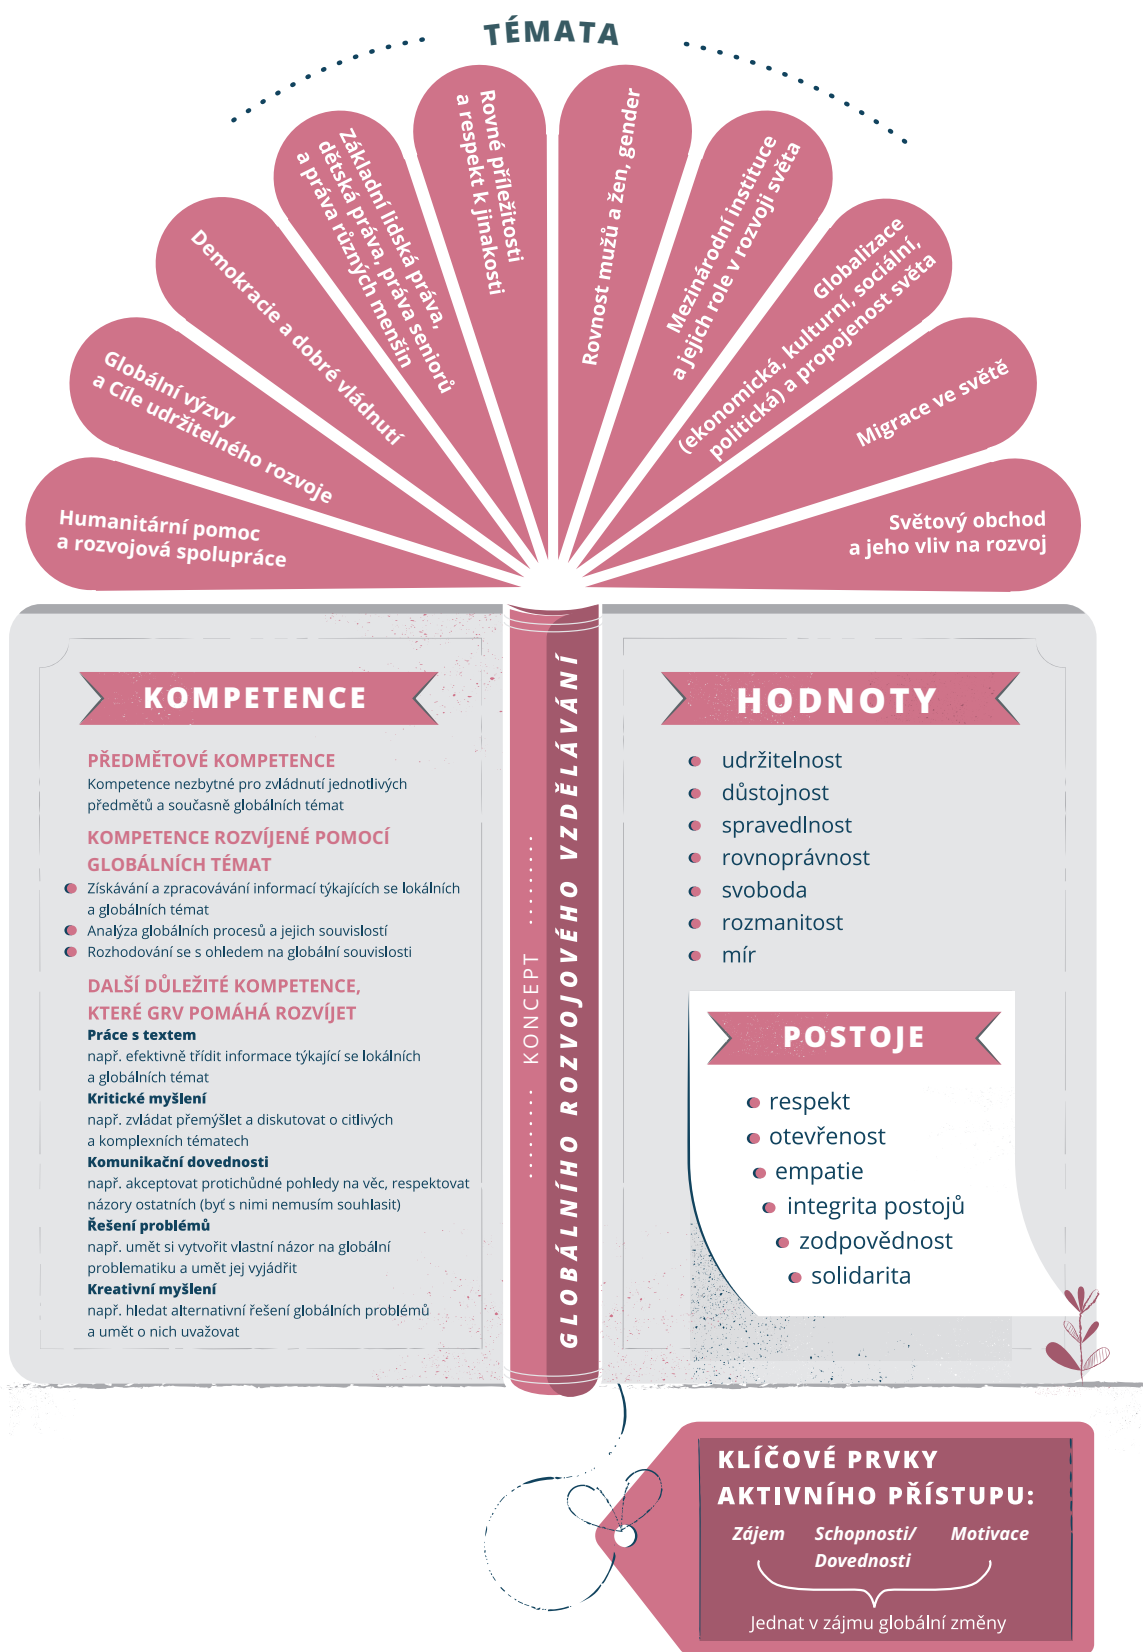 TÉMATA
Humanitární pomoc
a rozvojová spolupráce
Globální výzvy
a Cíle udržitelného rozvoje
Demokracie a dobré vládnutí
Základní lidská práva,
dětská práva, práva seniorů
a práva různých menšin
Rovné příležitosti
a respekt k jinakosti
Rovnost mužů a žen, gender
Mezinárodní instituce
a jejich role v rozvoji světa
Globalizace
(ekonomická, kulturní, sociální,
politická) a propojenost světa
Migrace ve světě
Světový obchod
a jeho vliv na rozvoj
KOMPETENCE
PŘEDMĚTOVÉ KOMPETENCE
Kompetence nezbytné pro zvládnutí jednotlivých
předmětů a současně globálních témat
KOMPETENCE ROZVÍJENÉ POMOCÍ
GLOBÁLNÍCH TÉMAT
Získávání a zpracovávání informací týkajících se lokálních
a globálních témat
Analýza globálních procesů a jejich souvislostí
Rozhodování se s ohledem na globální souvislosti
DALŠÍ DŮLEŽITÉ KOMPETENCE,
KTERÉ GRV POMÁHÁ ROZVÍJET
Práce s textem
např. efektivně třídit informace týkající se lokálních
a globálních témat
Kritické myšlení
např. zvládat přemýšlet a diskutovat o citlivých
a komplexních tématech
Komunikační dovednosti
např. akceptovat protichůdné pohledy na věc, respektovat
názory ostatních (byť s nimi nemusím souhlasit)
Řešení problémů
např. umět si vytvořit vlastní názor na globální
problematiku a umět jej vyjádřit
Kreativní myšlení
např. hledat alternativní řešení globálních problémů
a umět o nich uvažovat
......... KONCEPT .........
GLOBÁLNÍHO ROZVOJOVÉHO VZDĚLÁVÁNÍ
HODNOTY
udržitelnost
důstojnost
spravedlnost
rovnoprávnost
svoboda
rozmanitost
mír
POSTOJE
respekt
otevřenost
empatie
integrita postojů
zodpovědnost
solidarita
KLÍČOVÉ PRVKY
AKTIVNÍHO PŘÍSTUPU:
Zájem Schopnosti/ Motivace
Dovednosti
Jednat v zájmu globální změny